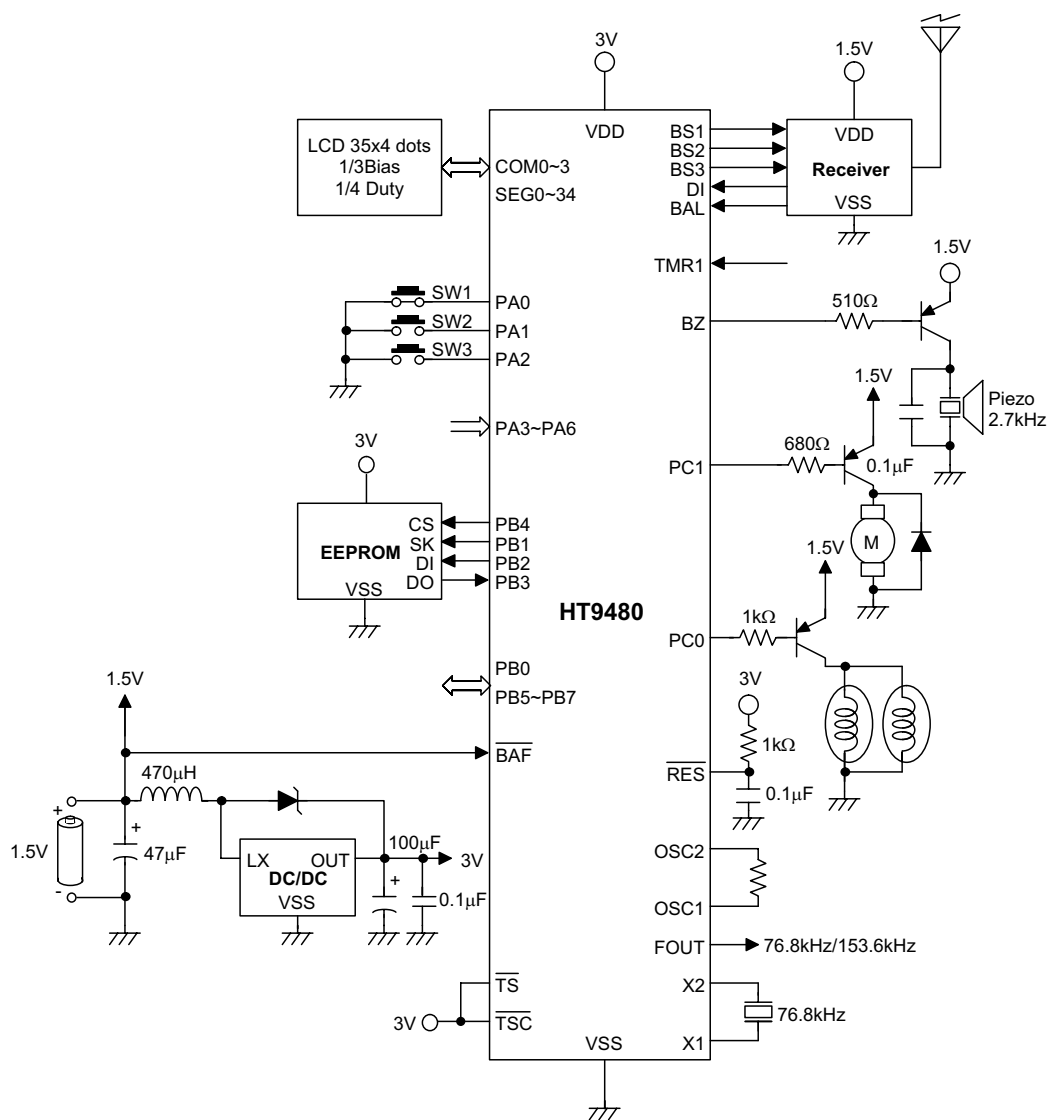 3V
1.5V
LCD 35x4 dots
1/3Bias
1/4 Duty
VDD
COM0~3
SEG0~34
BS1
BS2
BS3
DI
BAL
VDD
Receiver
VSS
TMR1
1.5V
SW1
PA0
SW2
PA1
SW3
PA2
BZ
510Ω
1.5V
Piezo
2.7kHz
PA3~PA6
3V
PC1
680Ω
0.1μF
CS
PB4
EEPROM
SK
PB1
DI
PB2
DO
PB3
VSS
M
1.5V
HT9480
PC0
1kΩ
PB0
PB5~PB7
1.5V
3V
1kΩ
BAF
RES
0.1μF
470μH
+
1.5V
-
+
47μF
LX
OUT
DC/DC
VSS
100μF
+
3V
0.1μF
OSC2
OSC1
FOUT
76.8kHz/153.6kHz
TS
X2
3V
TSC
76.8kHz
VSS
X1